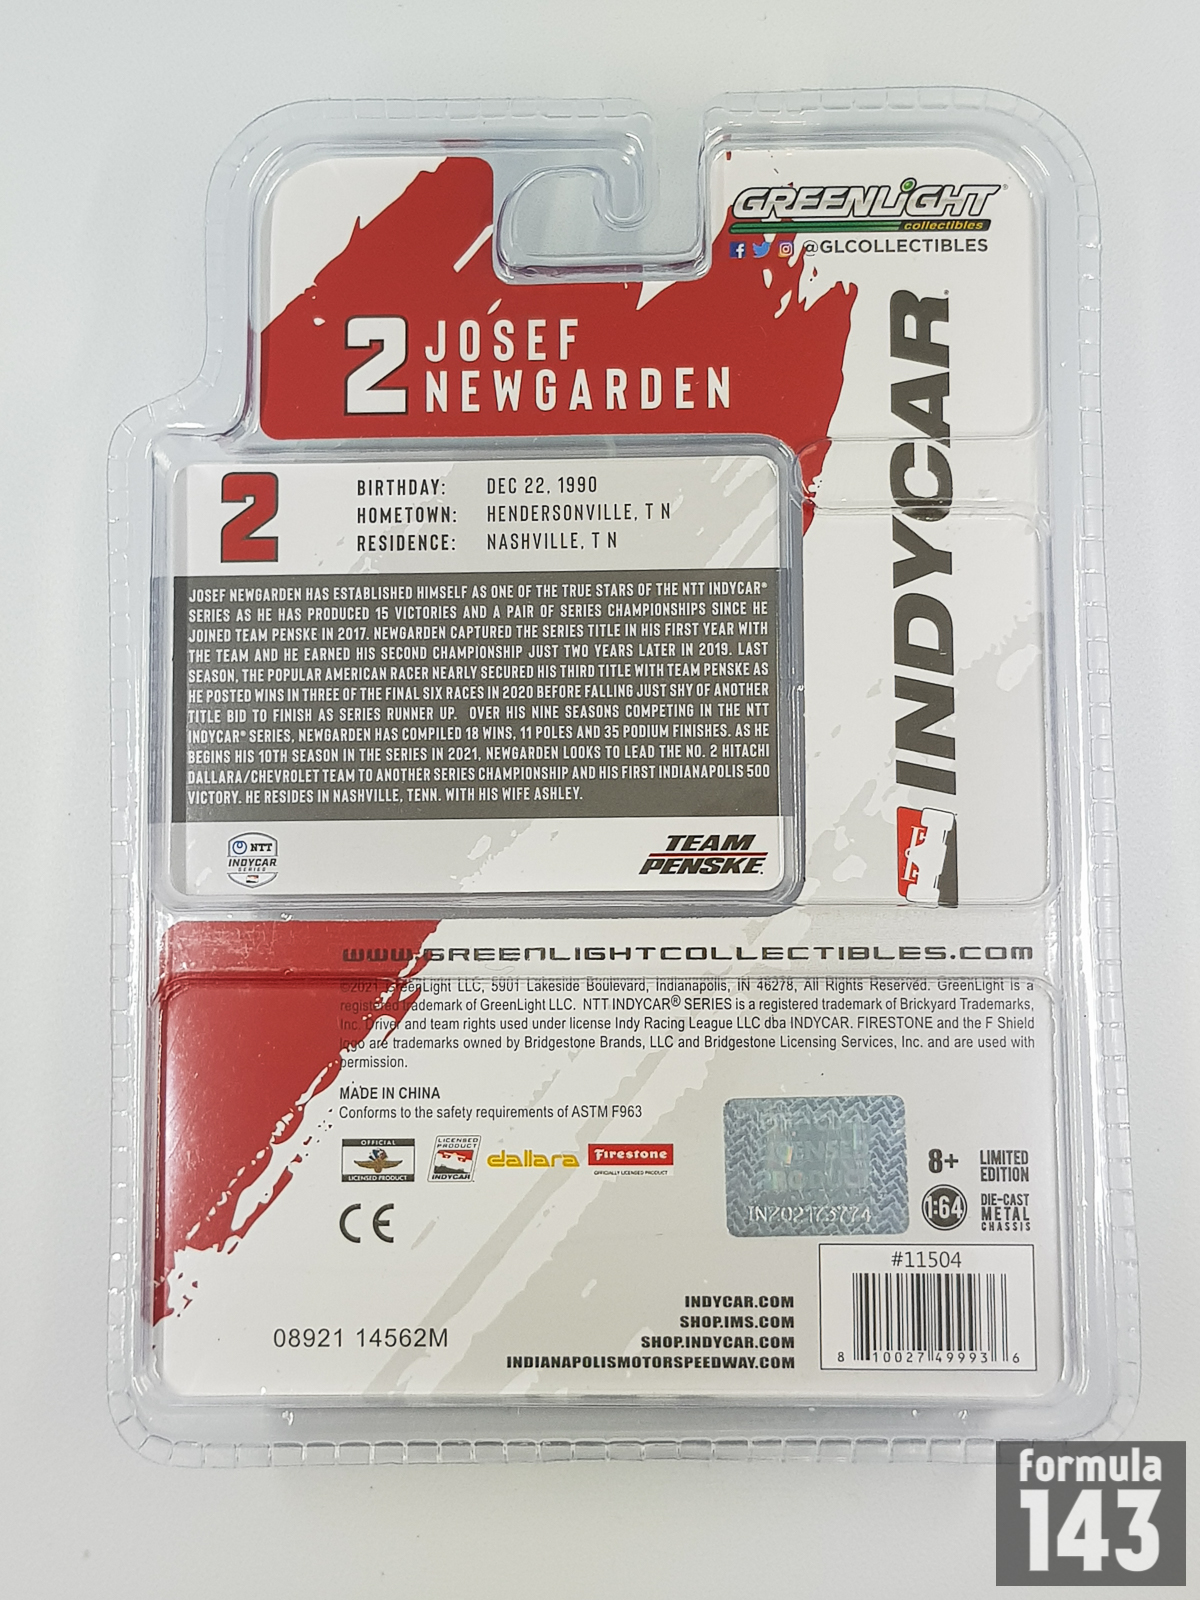 GREENLIGHT®
collectibles
@GLCOLLECTIBLES
2 JOSEF
NEWGARDEN
INDYCAR®
2
BIRTHDAY: DEC 22, 1990
HOMETOWN: HENDERSONVILLE, TN
RESIDENCE: NASHVILLE, TN
JOSEF NEWGARDEN HAS ESTABLISHED HIMSELF AS ONE OF THE TRUE STARS OF THE NTT INDYCAR®
SERIES AS HE HAS PRODUCED 15 VICTORIES AND A PAIR OF SERIES CHAMPIONSHIPS SINCE HE
JOINED TEAM PENSKE IN 2017. NEWGARDEN CAPTURED THE SERIES TITLE IN HIS FIRST YEAR WITH
THE TEAM AND HE EARNED HIS SECOND CHAMPIONSHIP JUST TWO YEARS LATER IN 2019. LAST
SEASON, THE POPULAR AMERICAN RACER NEARLY SECURED HIS THIRD TITLE WITH TEAM PENSKE AS
HE POSTED WINS IN THREE OF THE FINAL SIX RACES IN 2020 BEFORE FALLING JUST SHY OF ANOTHER
TITLE BID TO FINISH AS SERIES RUNNER UP. OVER HIS NINE SEASONS COMPETING IN THE NTT
INDYCAR® SERIES, NEWGARDEN HAS COMPILED 18 WINS, 11 POLES AND 35 PODIUM FINISHES. AS HE
BEGINS HIS 10TH SEASON IN THE SERIES IN 2021, NEWGARDEN LOOKS TO LEAD THE NO. 2 HITACHI
DALLARA/CHEVROLET TEAM TO ANOTHER SERIES CHAMPIONSHIP AND HIS FIRST INDIANAPOLIS 500
VICTORY. HE RESIDES IN NASHVILLE, TENN. WITH HIS WIFE ASHLEY.
NTT
INDYCAR
SERIES
TEAM
PENSKE
WWW.GREENLIGHTCOLLECTIBLES.COM
©2021 GreenLight LLC, 5901 Lakeside Boulevard, Indianapolis, IN 46278, All Rights Reserved. GreenLight is a
registered trademark of GreenLight LLC. NTT INDYCAR® SERIES is a registered trademark of Brickyard Trademarks,
Inc. Driver and team rights used under license Indy Racing League LLC dba INDYCAR. FIRESTONE and the F Shield
logo are trademarks owned by Bridgestone Brands, LLC and Bridgestone Licensing Services, Inc. and are used with
permission.
MADE IN CHINA
Conforms to the safety requirements of ASTM F963
OFFICIAL
LICENSED PRODUCT
LICENSED
PRODUCT
INDYCAR
dallara
Firestone
OFFICIALLY LICENSED PRODUCT
CE
OFFICIAL
LICENSED
PRODUCT
8+
LIMITED
EDITION
1:64
DIE-CAST
METAL
CHASSIS
#11504
8 10027 49993 6
INDYCAR.COM
SHOP.IMS.COM
SHOP.INDYCAR.COM
INDIANAPOLISMOTORSPEEDWAY.COM
08921 14562M
formula
143